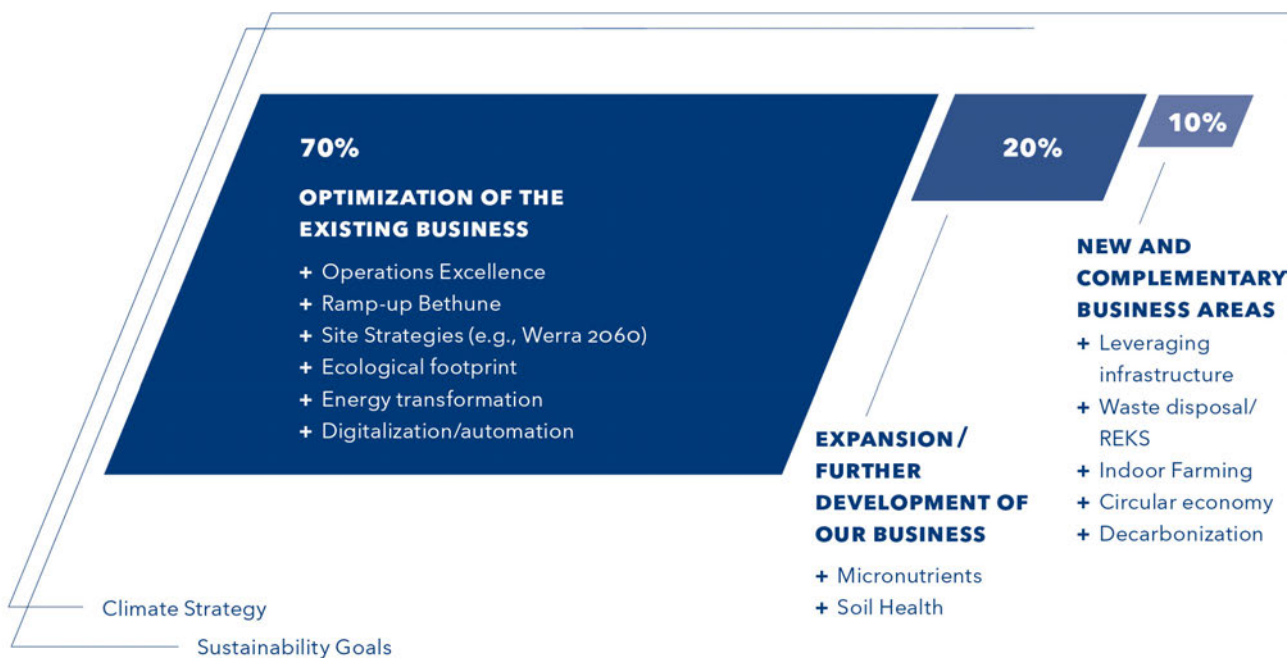 70%
OPTIMIZATION OF THE
EXISTING BUSINESS
+ Operations Excellence
+ Ramp-up Bethune
+ Site Strategies (e.g., Werra 2060)
+ Ecological footprint
+ Energy transformation
+ Digitalization/automation
20%
EXPANSION/
FURTHER
DEVELOPMENT OF
OUR BUSINESS
+ Micronutrients
+ Soil Health
10%
NEW AND
COMPLEMENTARY
BUSINESS AREAS
+ Leveraging
infrastructure
+ Waste disposal/
REKS
+ Indoor Farming
+ Circular economy
+ Decarbonization
Climate Strategy
Sustainability Goals